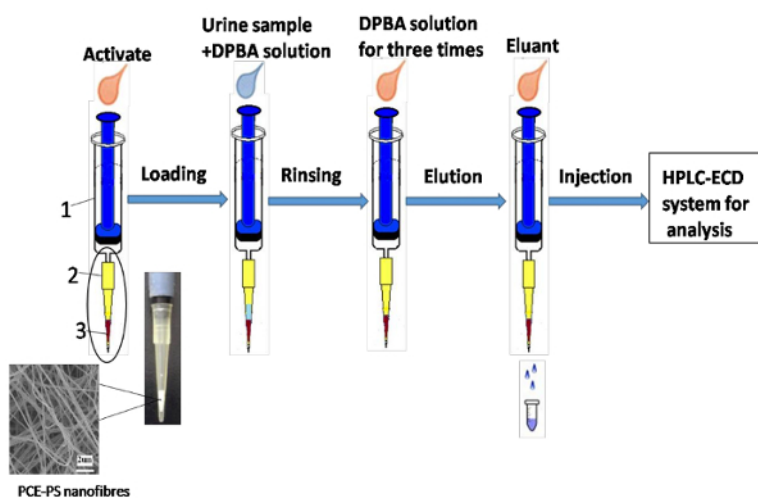 Activate
Urine sample
+DPBA solution
DPBA solution
for three times
Eluant
Loading
Rinsing
Elution
Injection
HPLC-ECD
system for
analysis
1
2
3
2um
PCE-PS nanofibres